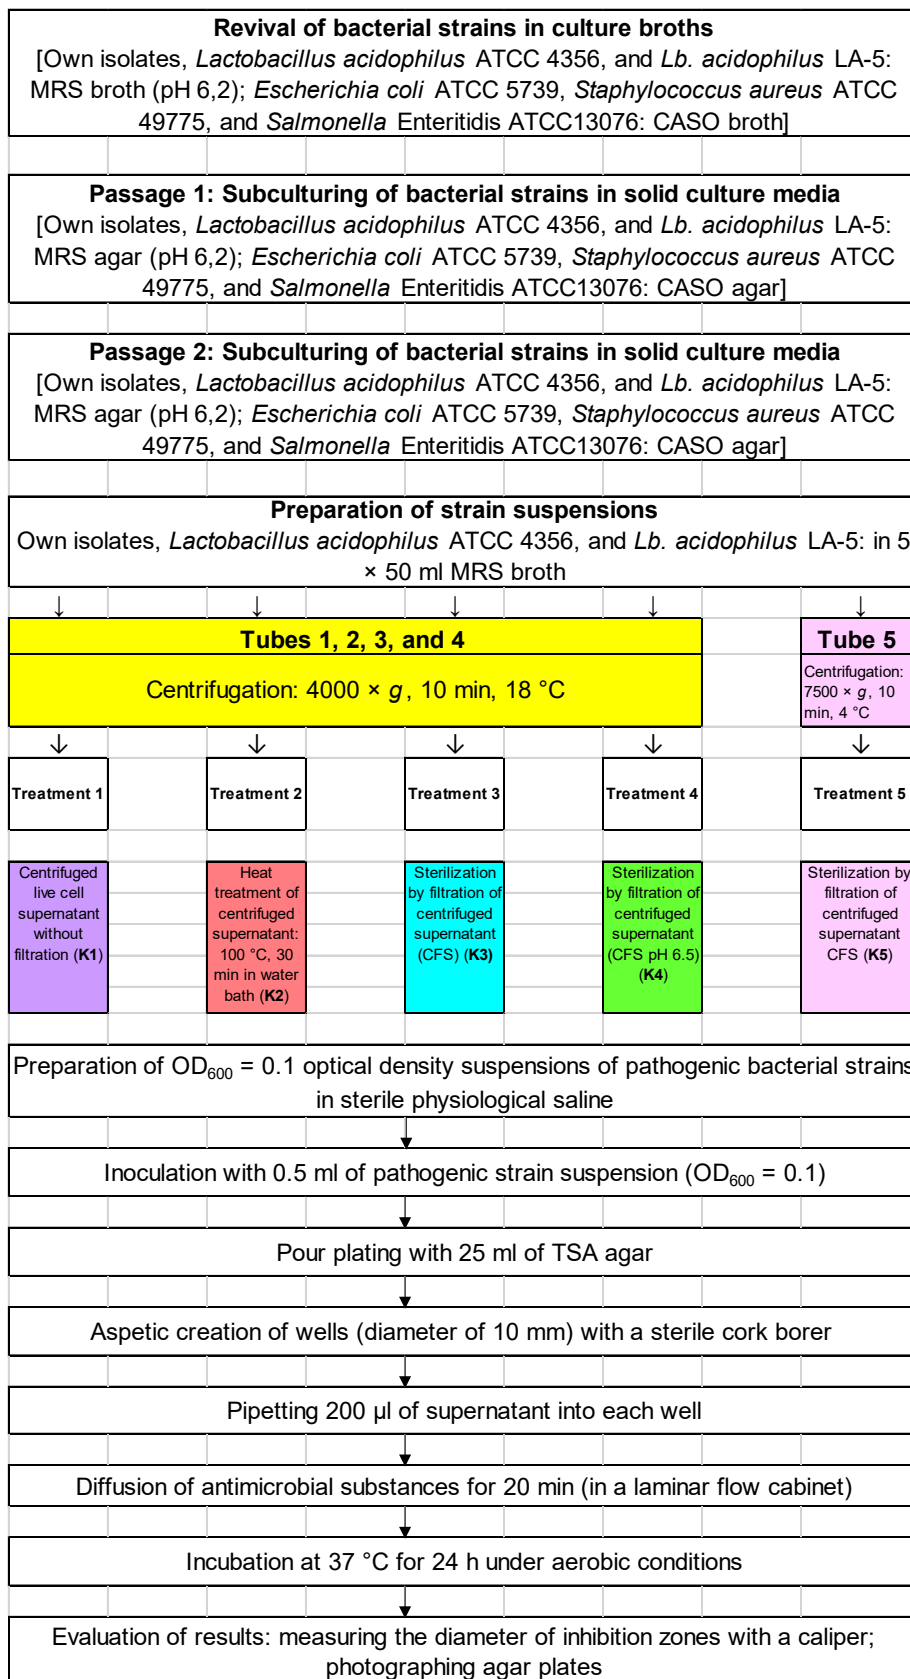 Revival of bacterial strains in culture broths
[Own isolates, Lactobacillus acidophilus ATCC 4356, and Lb. acidophilus LA-5:
MRS broth (pH 6,2); Escherichia coli ATCC 5739, Staphylococcus aureus ATCC
49775, and Salmonella Enteritidis ATCC13076: CASO broth]
Passage 1: Subculturing of bacterial strains in solid culture media
[Own isolates, Lactobacillus acidophilus ATCC 4356, and Lb. acidophilus LA-5:
MRS agar (pH 6,2); Escherichia coli ATCC 5739, Staphylococcus aureus ATCC
49775, and Salmonella Enteritidis ATCC13076: CASO agar]
Passage 2: Subculturing of bacterial strains in solid culture media
[Own isolates, Lactobacillus acidophilus ATCC 4356, and Lb. acidophilus LA-5:
MRS agar (pH 6,2); Escherichia coli ATCC 5739, Staphylococcus aureus ATCC
49775, and Salmonella Enteritidis ATCC13076: CASO agar]
Preparation of strain suspensions
Own isolates, Lactobacillus acidophilus ATCC 4356, and Lb. acidophilus LA-5: in 5
× 50 ml MRS broth
↓ ↓ ↓ ↓ ↓
Tubes 1, 2, 3, and 4
Centrifugation: 4000 × g, 10 min, 18 °C
Tube 5
Centrifugation:
7500 × g, 10
min, 4 °C
↓ ↓ ↓ ↓ ↓
Treatment 1
Treatment 2
Treatment 3
Treatment 4
Treatment 5
Centrifuged
live cell
supernatant
without
filtration (K1)
Heat
treatment of
centrifuged
supernatant:
100 °C, 30
min in water
bath (K2)
Sterilization
by filtration of
centrifuged
supernatant
(CFS) (K3)
Sterilization
by filtration of
centrifuged
supernatant
(CFS pH 6.5)
(K4)
Sterilization by
filtration of
centrifuged
supernatant
CFS (K5)
Preparation of OD600 = 0.1 optical density suspensions of pathogenic bacterial strains
in sterile physiological saline
Inoculation with 0.5 ml of pathogenic strain suspension (OD600 = 0.1)
Pour plating with 25 ml of TSA agar
Aspetic creation of wells (diameter of 10 mm) with a sterile cork borer
Pipetting 200 µl of supernatant into each well
Diffusion of antimicrobial substances for 20 min (in a laminar flow cabinet)
Incubation at 37 °C for 24 h under aerobic conditions
Evaluation of results: measuring the diameter of inhibition zones with a caliper;
photographing agar plates